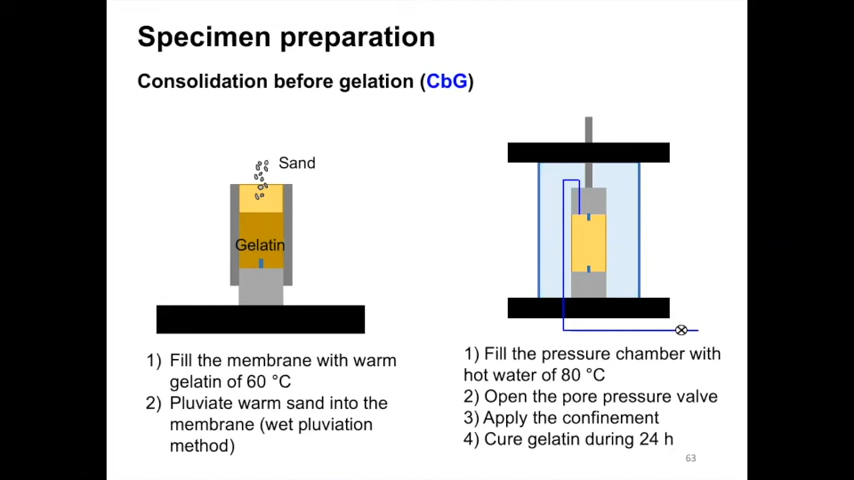 Specimen preparation
Consolidation before gelation (CbG)
Sand
Gelatin
1) Fill the membrane with warm
gelatin of 60 °C
2) Pluviate warm sand into the
membrane (wet pluviation
method)
1) Fill the pressure chamber with
hot water of 80 °C
2) Open the pore pressure valve
3) Apply the confinement
4) Cure gelatin during 24 h
63